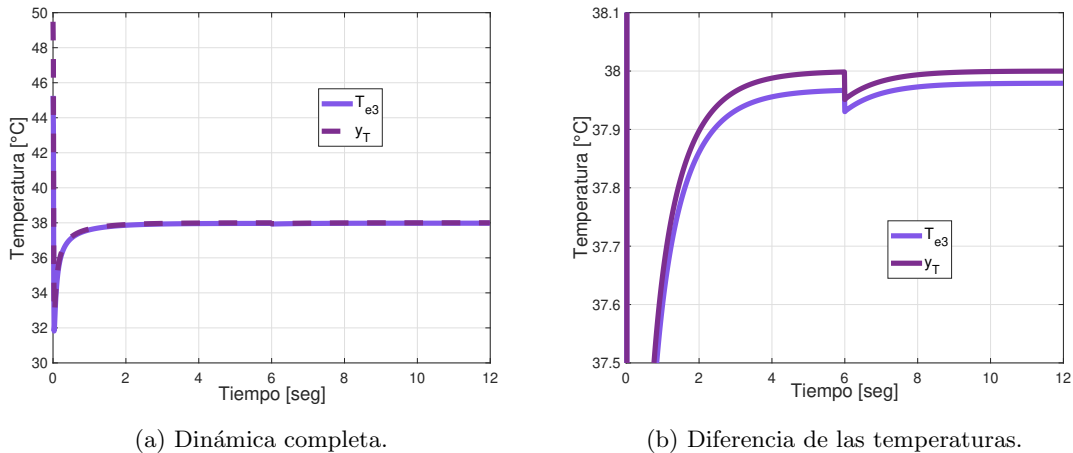 50
48
46
44
42
40
38
36
34
32
30
0 2 4 6 8 10 12
Temperatura [°C]
Tiempo [seg]
T_e3
y_T
(a) Dinámica completa.
38.1
38
37.9
37.8
37.7
37.6
37.5
0 2 4 6 8 10 12
Temperatura [°C]
Tiempo [seg]
T_e3
y_T
(b) Diferencia de las temperaturas.